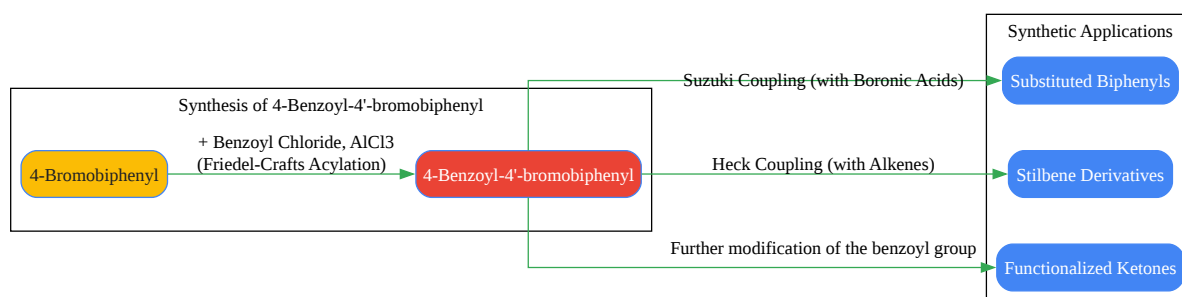 Synthesis of 4-Benzoyl-4'-bromobiphenyl
4-Bromobiphenyl
+ Benzoyl Chloride, AlCl3
(Friedel-Crafts Acylation)
4-Benzoyl-4'-bromobiphenyl
Suzuki Coupling (with Boronic Acids)
Heck Coupling (with Alkenes)
Further modification of the benzoyl group
Synthetic Applications
Substituted Biphenyls
Stilbene Derivatives
Functionalized Ketones